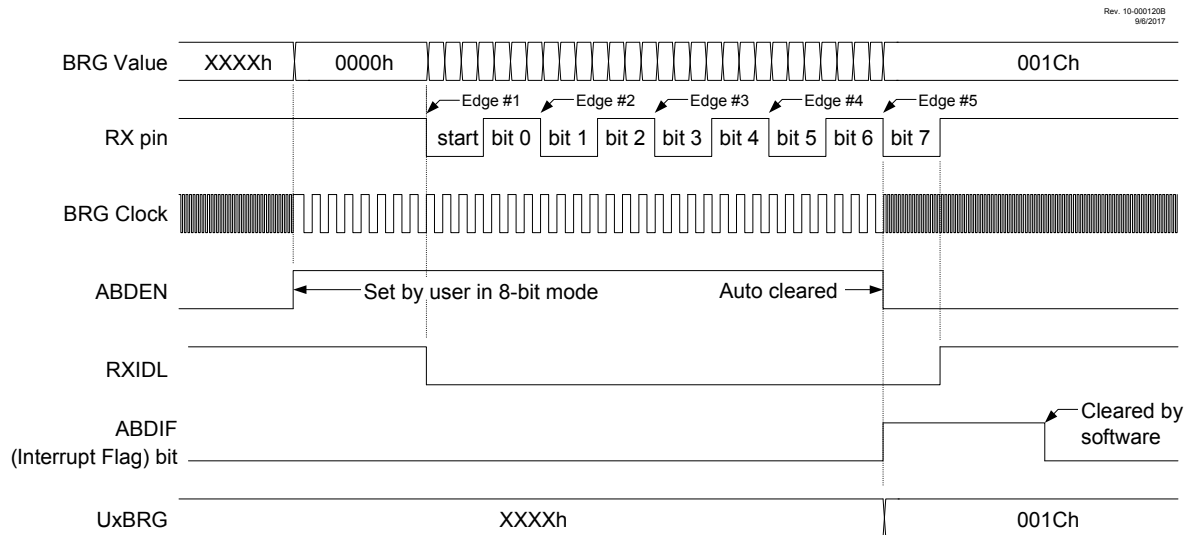 Rev. 10-000120B
9/6/2017
BRG Value XXXXh 0000h 001Ch
Edge #1 Edge #2 Edge #3 Edge #4 Edge #5
RX pin start bit 0 bit 1 bit 2 bit 3 bit 4 bit 5 bit 6 bit 7
BRG Clock
ABDEN Set by user in 8-bit mode Auto cleared
RXIDL
ABDIF
(Interrupt Flag) bit
Cleared by
software
UxBRG XXXXh 001Ch